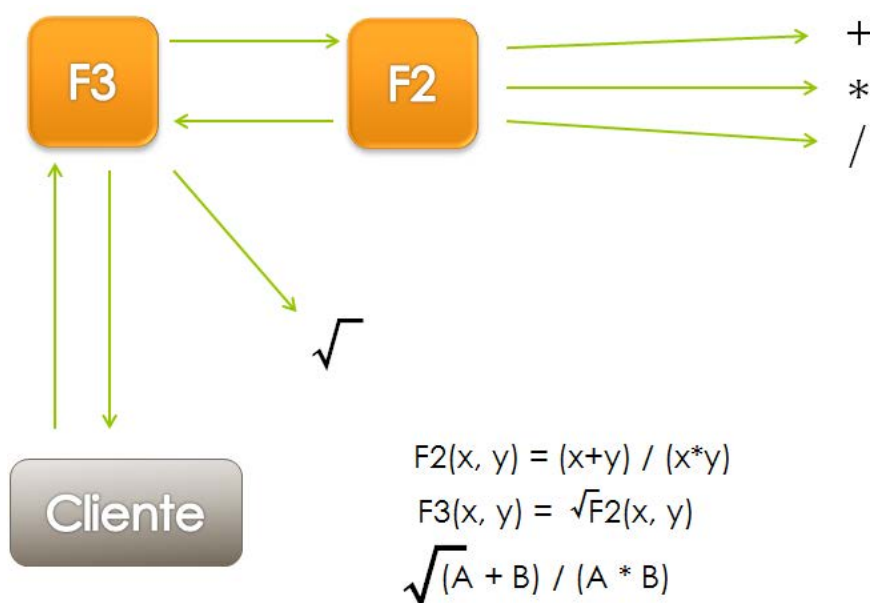 F3
F2
+
*
/
√
Cliente
F2(x, y) = (x+y) / (x*y)
F3(x, y) = √F2(x, y)
√(A + B) / (A * B)